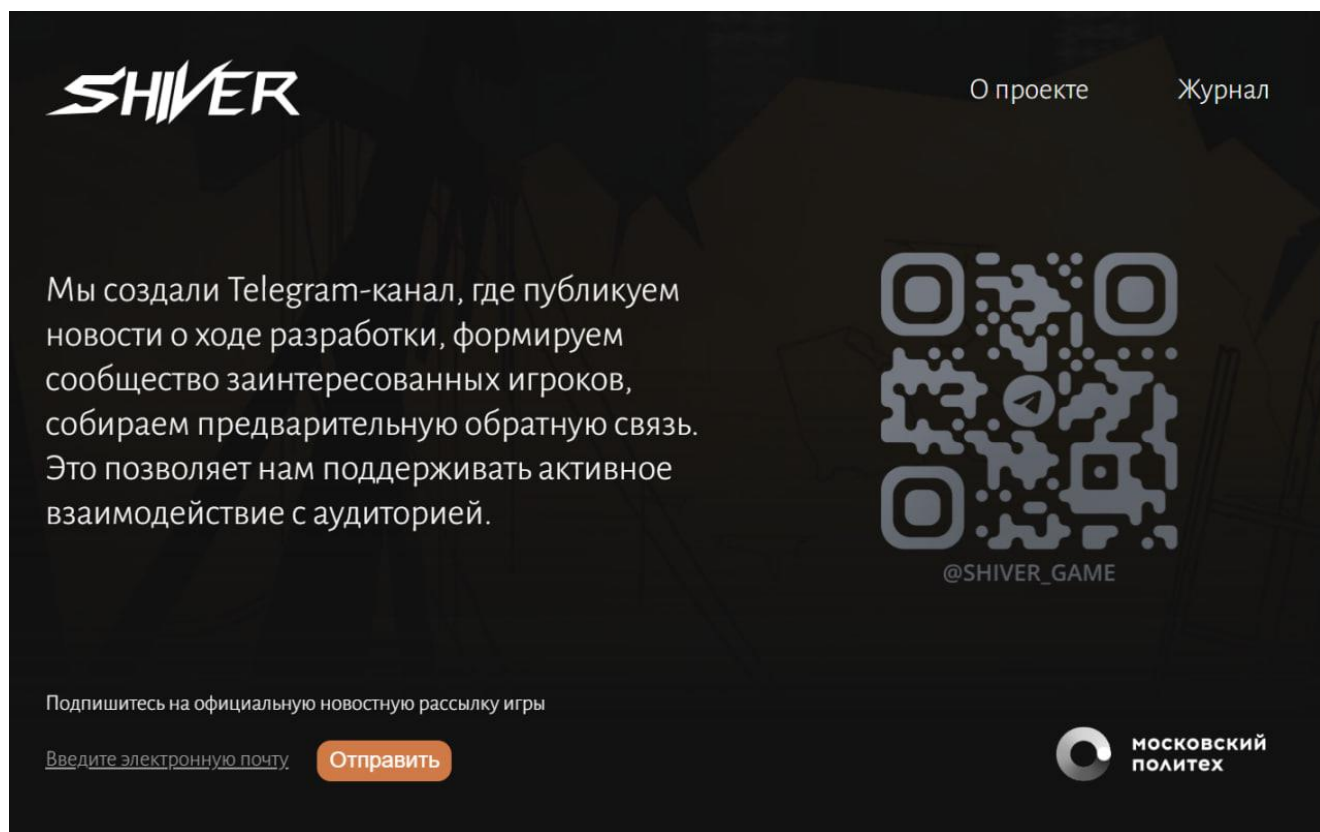 SHIVER
О проекте
Журнал
Мы создали Telegram-канал, где публикуем
новости о ходе разработки, формируем
сообщество заинтересованных игроков,
собираем предварительную обратную связь.
Это позволяет нам поддерживать активное
взаимодействие с аудиторией.
@SHIVER_GAME
Подпишитесь на официальную новостную рассылку игры
Введите электронную почту
Отправить
московский
политех